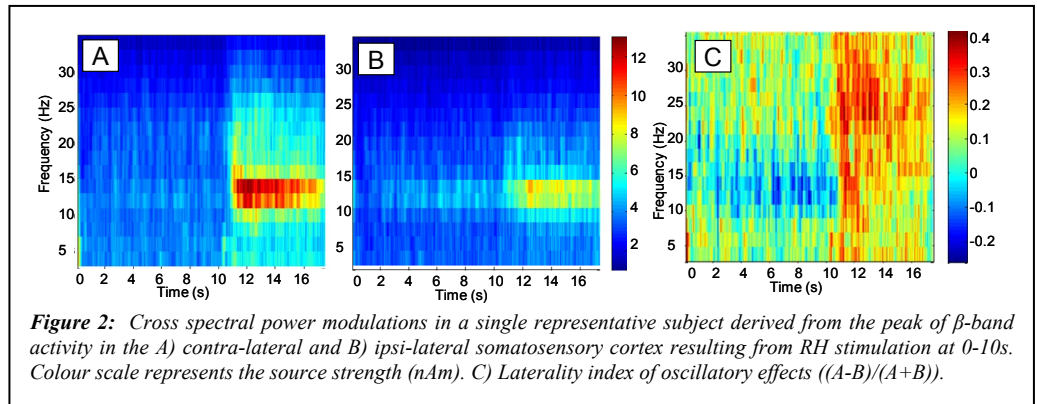 A
B
C
Frequency (Hz)
30
25
20
15
10
5
0 2 4 6 8 10 12 14 16
Time (s)
Frequency (Hz)
30
25
20
15
10
5
0 2 4 6 8 10 12 14 16
Time (s)
12
10
8
6
4
2
Frequency (Hz)
30
25
20
15
10
5
0 2 4 6 8 10 12 14 16
Time (s)
0.4
0.3
0.2
0.1
0
-0.1
-0.2
Figure 2: Cross spectral power modulations in a single representative subject derived from the peak of β-band
activity in the A) contra-lateral and B) ipsi-lateral somatosensory cortex resulting from RH stimulation at 0-10s.
Colour scale represents the source strength (nAm). C) Laterality index of oscillatory effects ((A-B)/(A+B)).